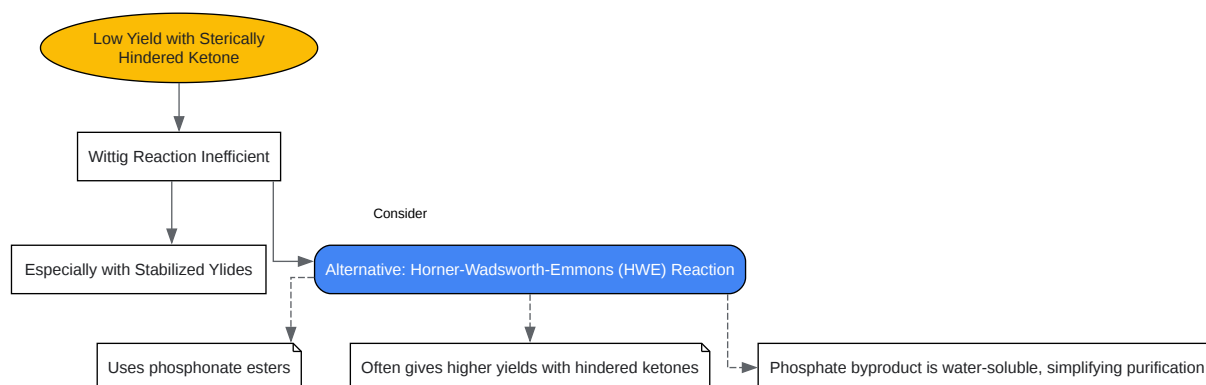 Low Yield with Sterically
Hindered Ketone
Wittig Reaction Inefficient
Consider
Especially with Stabilized Ylides
Alternative: Horner-Wadsworth-Emmons (HWE) Reaction
Uses phosphonate esters
Often gives higher yields with hindered ketones
Phosphate byproduct is water-soluble, simplifying purification